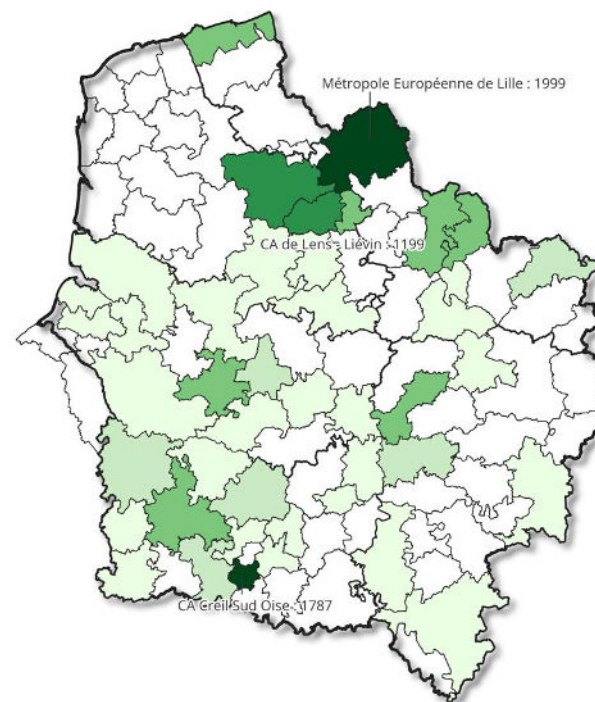 Métropole Européenne de Lille : 1999
CA de Lens - Liévin : 1199
CA Creil Sud Oise : 1787